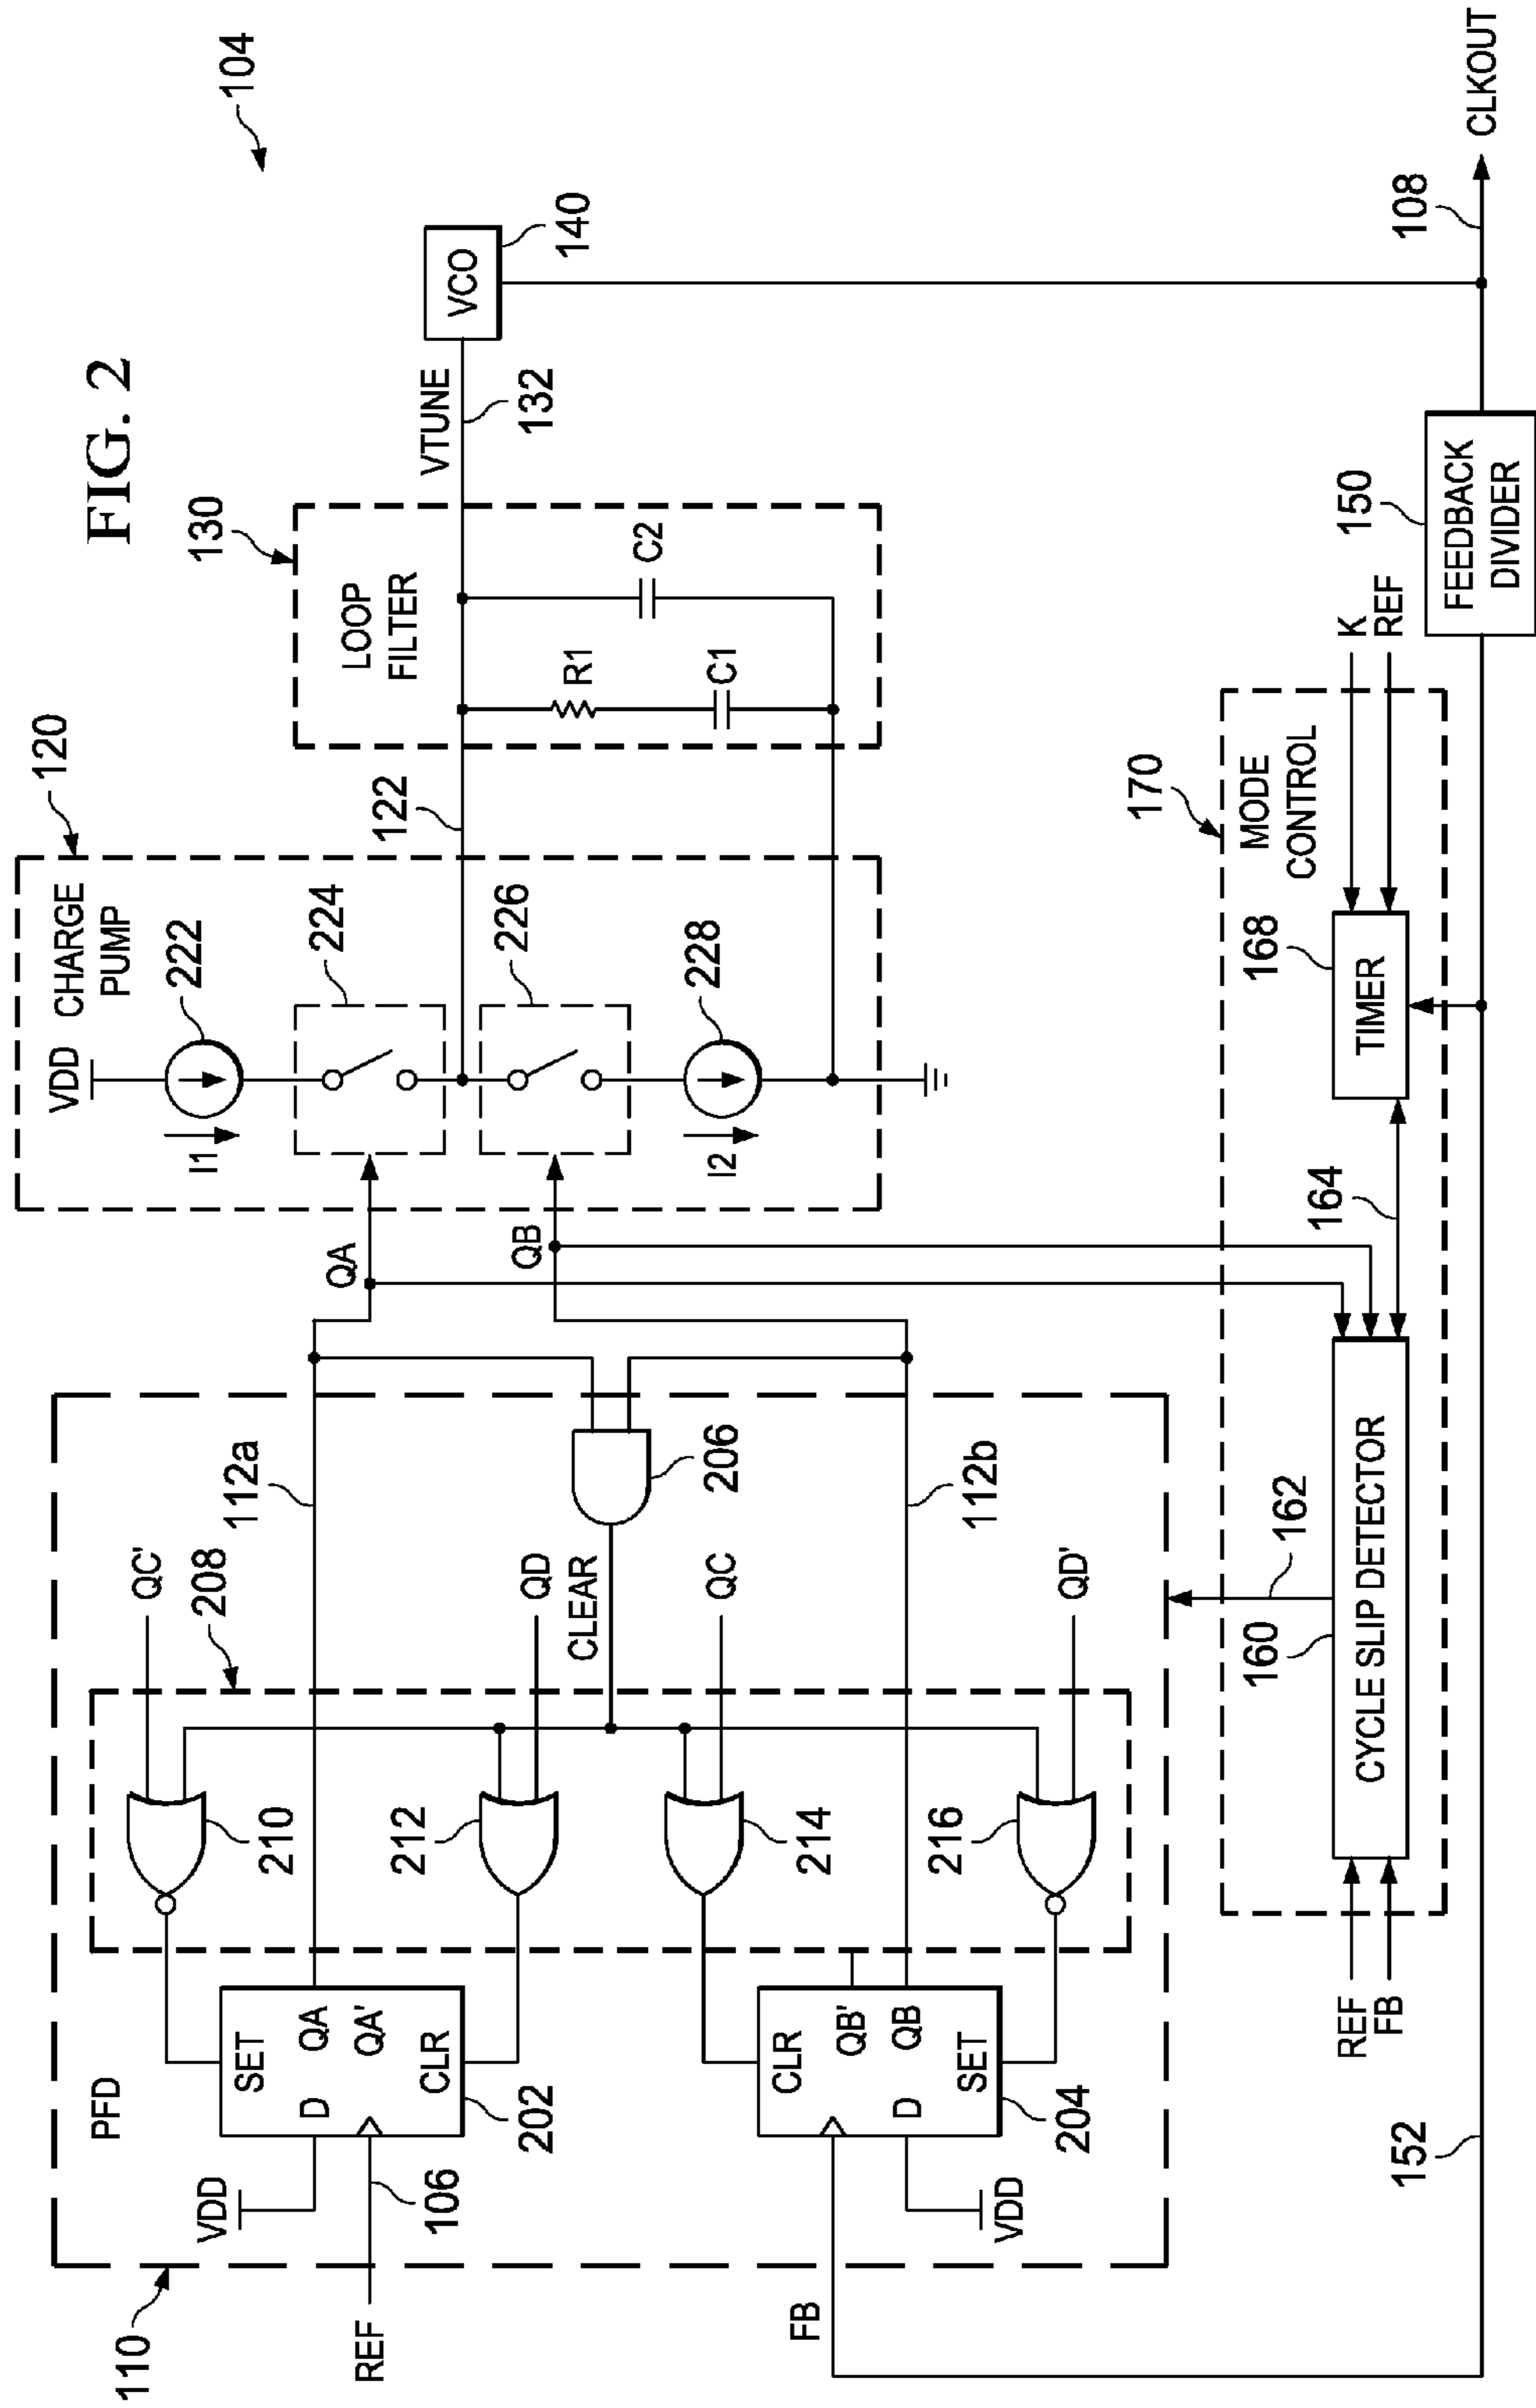 FIG. 2
104
110
PFD
VDD
REF
106
D
SET
QA
QA'
CLR
202
FB
VDD
D
CLR
QB'
QB
SET
204
208
210
212
214
216
QC'
QD
CLEAR
QC
QD'
112a
206
112b
QA
QB
120
CHARGE
PUMP
VDD
222
I1
224
226
228
I2
122
130
LOOP
FILTER
R1
C1
C2
VTUNE
132
VCO
140
170
MODE
CONTROL
REF
FB
160
CYCLE SLIP DETECTOR
162
164
168
TIMER
K
REF
152
150
FEEDBACK
DIVIDER
108
CLKOUT